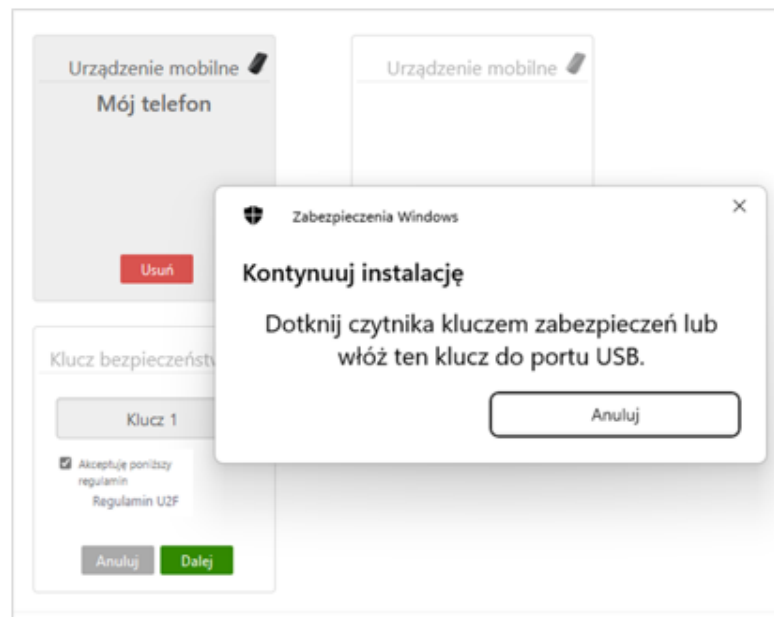 Urządzenie mobilne
Mój telefon
Usuń
Urządzenie mobilne
Zabezpieczenia Windows
Kontynuuj instalację
Dotknij czytnika kluczem zabezpieczeń lub
włóż ten klucz do portu USB.
Anuluj
Klucz bezpieczeństw
Klucz 1
Akceptuję poniższy
regulamin
Regulamin U2F
Anuluj
Dalej